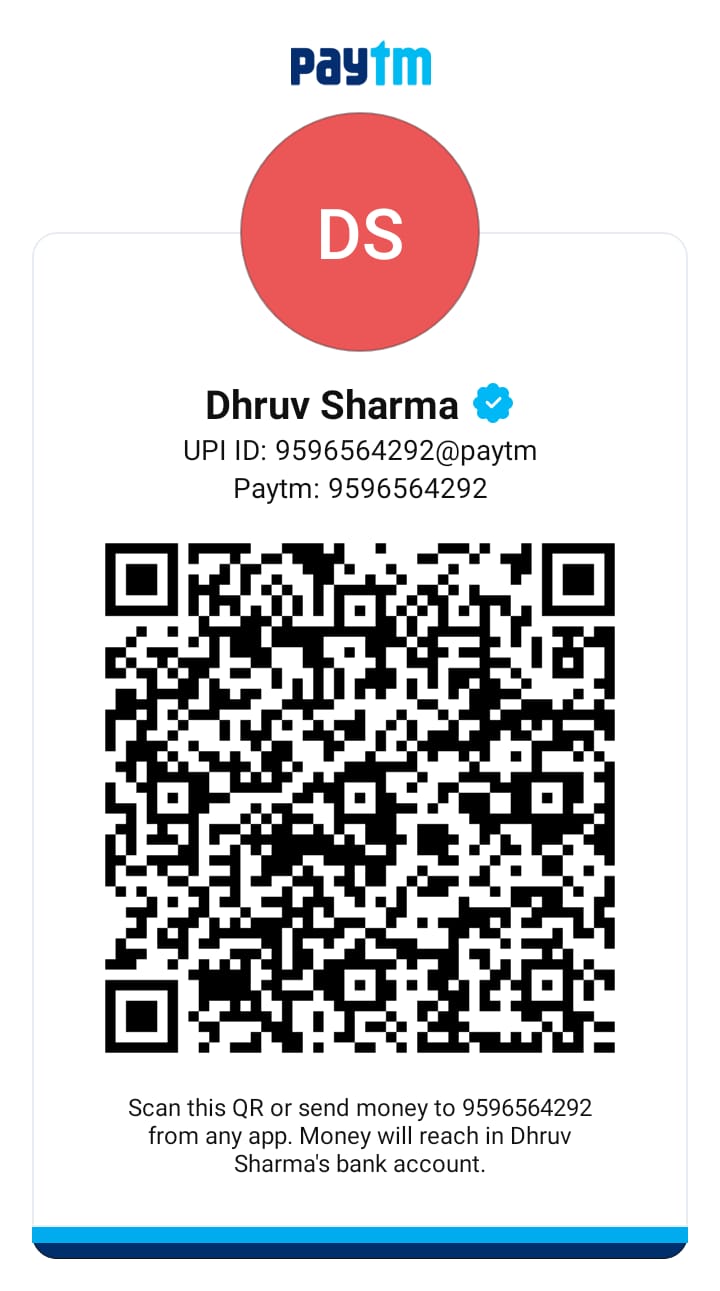 paytm
DS
Dhruv Sharma
UPI ID: 9596564292@paytm
Paytm: 9596564292
Scan this QR or send money to 9596564292
from any app. Money will reach in Dhruv
Sharma's bank account.